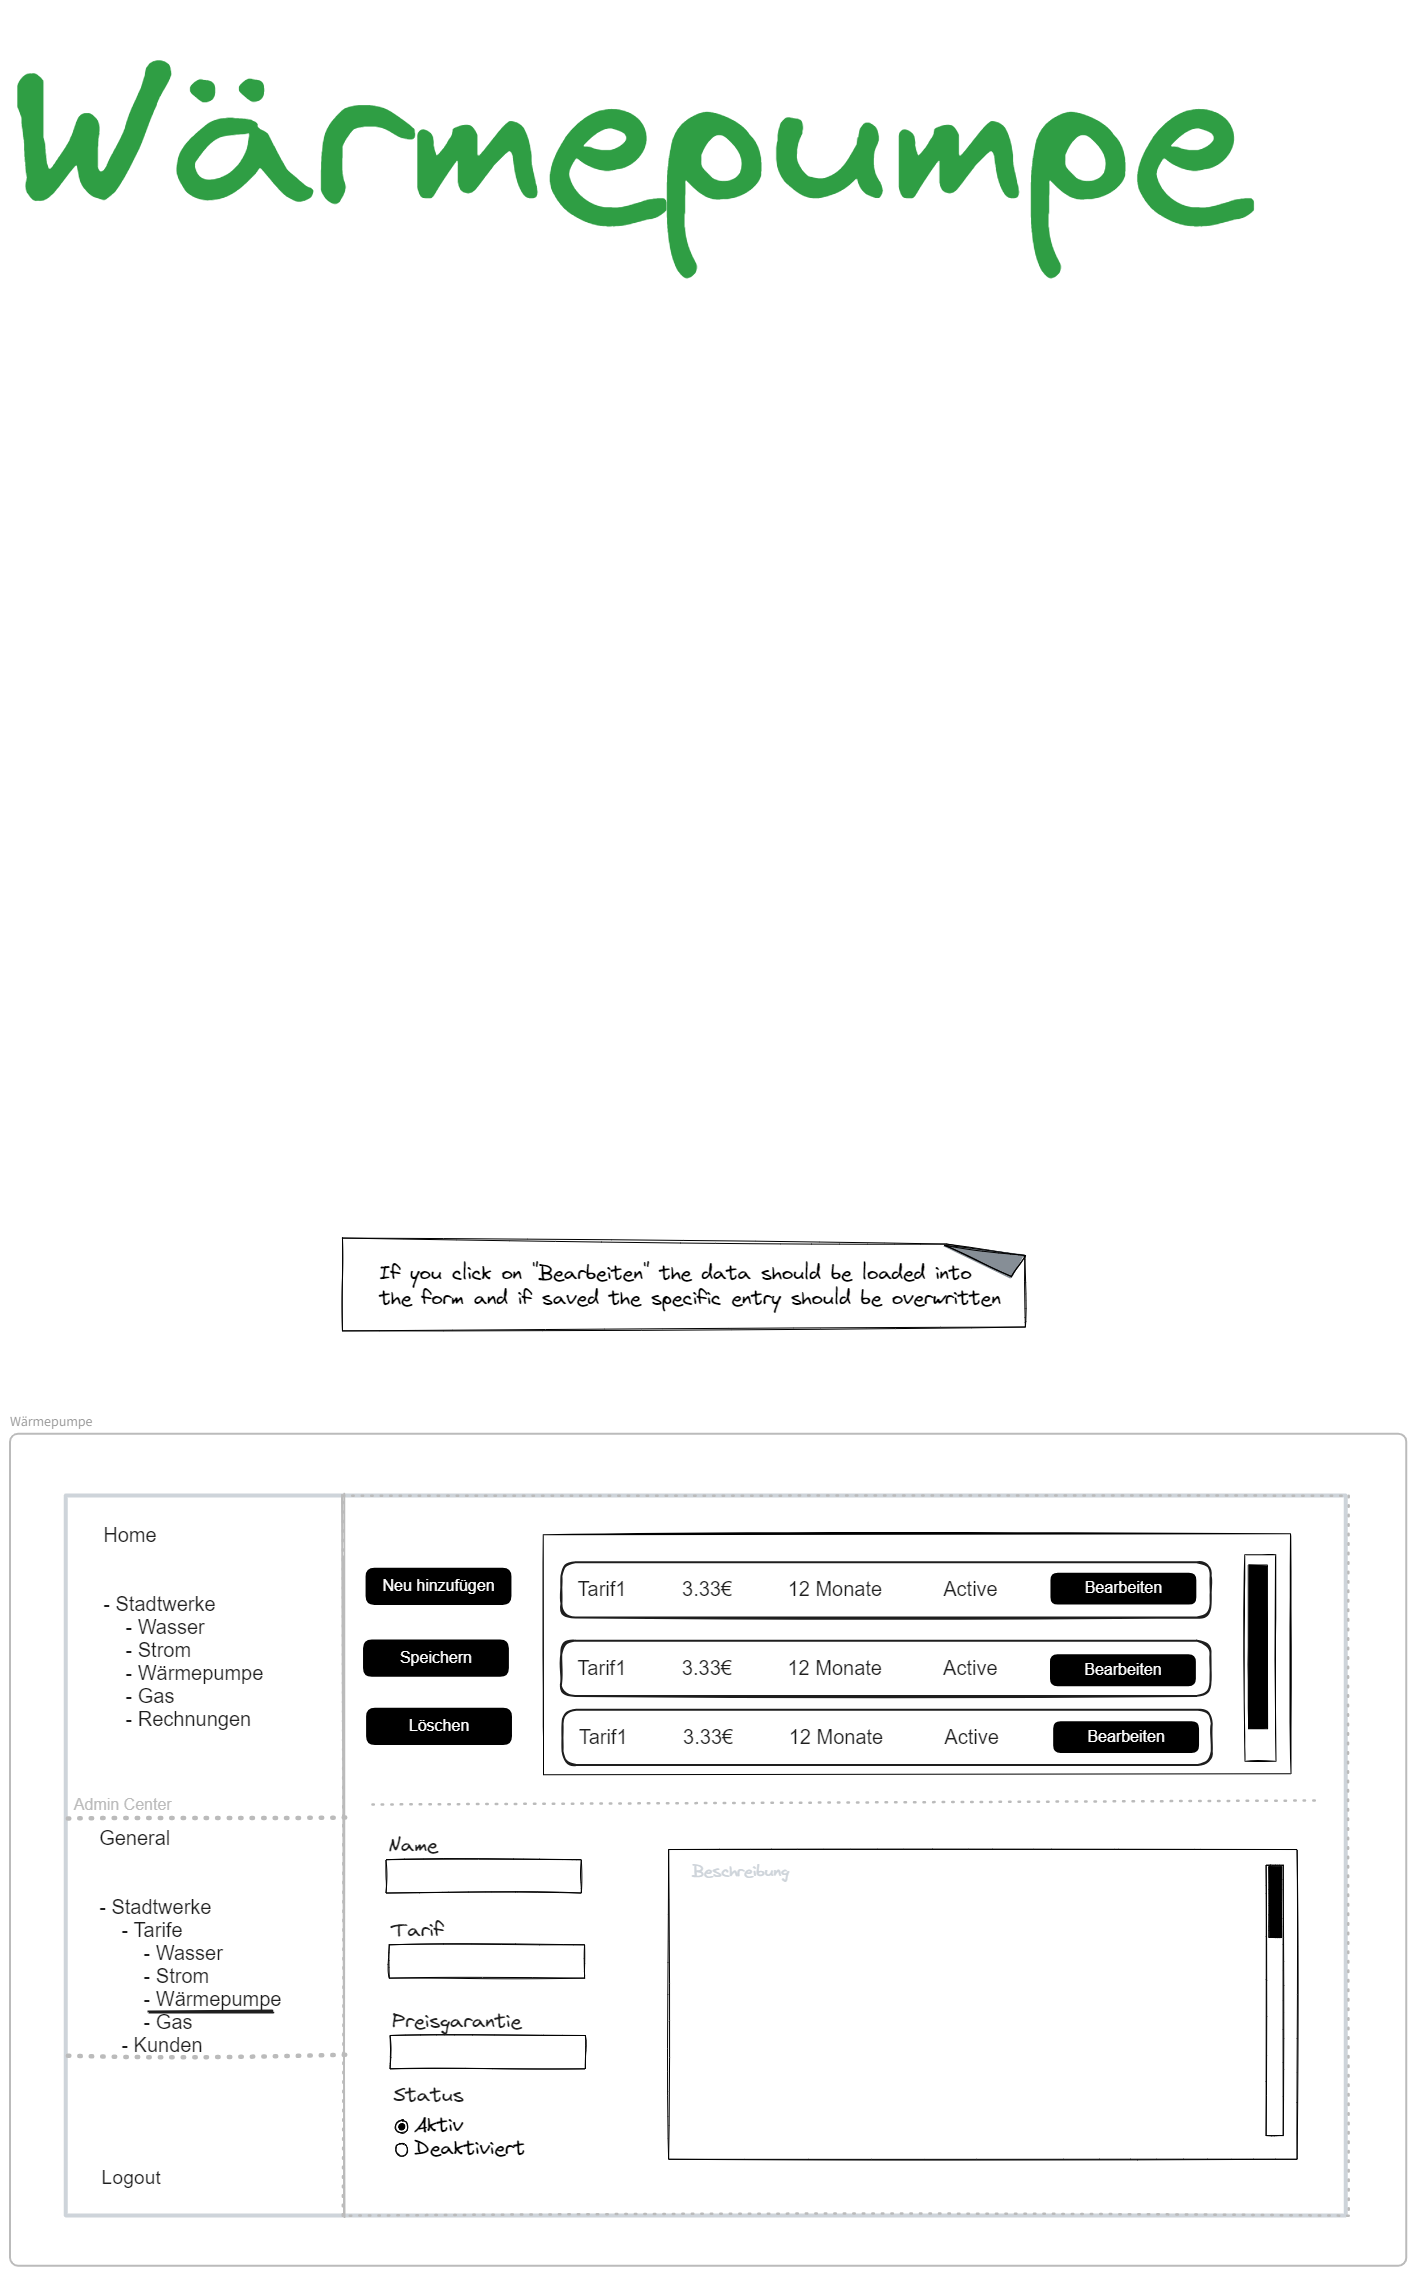 Wärmepumpe
If you click on "Bearbeiten" the data should be loaded into
the form and if saved the specific entry should be overwritten
Wärmepumpe
Home
- Stadtwerke
- Wasser
- Strom
- Wärmepumpe
- Gas
- Rechnungen
Admin Center
General
- Stadtwerke
- Tarife
- Wasser
- Strom
- Wärmepumpe
- Gas
- Kunden
Logout
Neu hinzufügen
Speichern
Löschen
Tarif1 3.33€ 12 Monate Active Bearbeiten
Tarif1 3.33€ 12 Monate Active Bearbeiten
Tarif1 3.33€ 12 Monate Active Bearbeiten
Name
Tarif
Preisgarantie
Status
Aktiv
Deaktiviert
Beschreibung